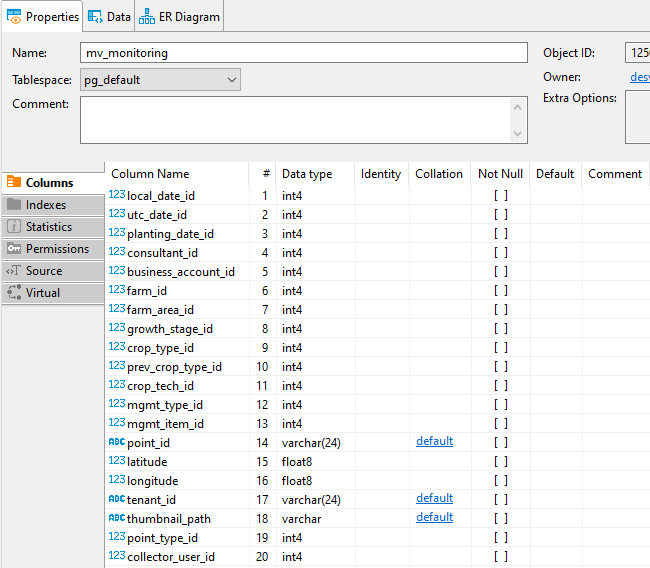 Properties Data ER Diagram
Name: mv_monitoring Object ID:
Tablespace: pg_default Owner:
Comment: Extra Options:
Column Name # Data type Identity Collation Not Null Default Comment
Columns
Indexes
Statistics
Permissions
Source
Virtual
123 local_date_id 1 int4 [ ]
123 utc_date_id 2 int4 [ ]
123 planting_date_id 3 int4 [ ]
123 consultant_id 4 int4 [ ]
123 business_account_id 5 int4 [ ]
123 farm_id 6 int4 [ ]
123 farm_area_id 7 int4 [ ]
123 growth_stage_id 8 int4 [ ]
123 crop_type_id 9 int4 [ ]
123 prev_crop_type_id 10 int4 [ ]
123 crop_tech_id 11 int4 [ ]
123 mgmt_type_id 12 int4 [ ]
123 mgmt_item_id 13 int4 [ ]
ABC point_id 14 varchar(24) default [ ]
123 latitude 15 float8 [ ]
123 longitude 16 float8 [ ]
ABC tenant_id 17 varchar(24) default [ ]
ABC thumbnail_path 18 varchar default [ ]
123 point_type_id 19 int4 [ ]
123 collector_user_id 20 int4 [ ]